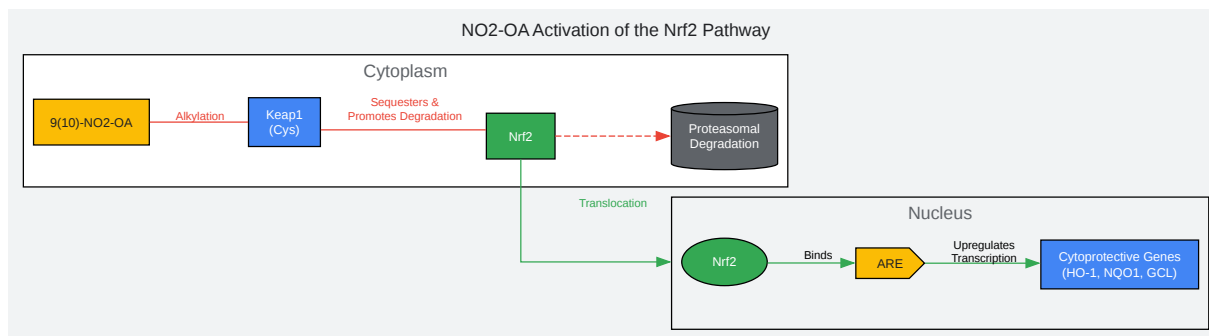 NO2-OA Activation of the Nrf2 Pathway
Cytoplasm
9(10)-NO2-OA
Alkylation
Keap1
(Cys)
Sequesters &
Promotes Degradation
Nrf2
Proteasomal
Degradation
Translocation
Nucleus
Nrf2
Binds
ARE
Upregulates
Transcription
Cytoprotective Genes
(HO-1, NQO1, GCL)